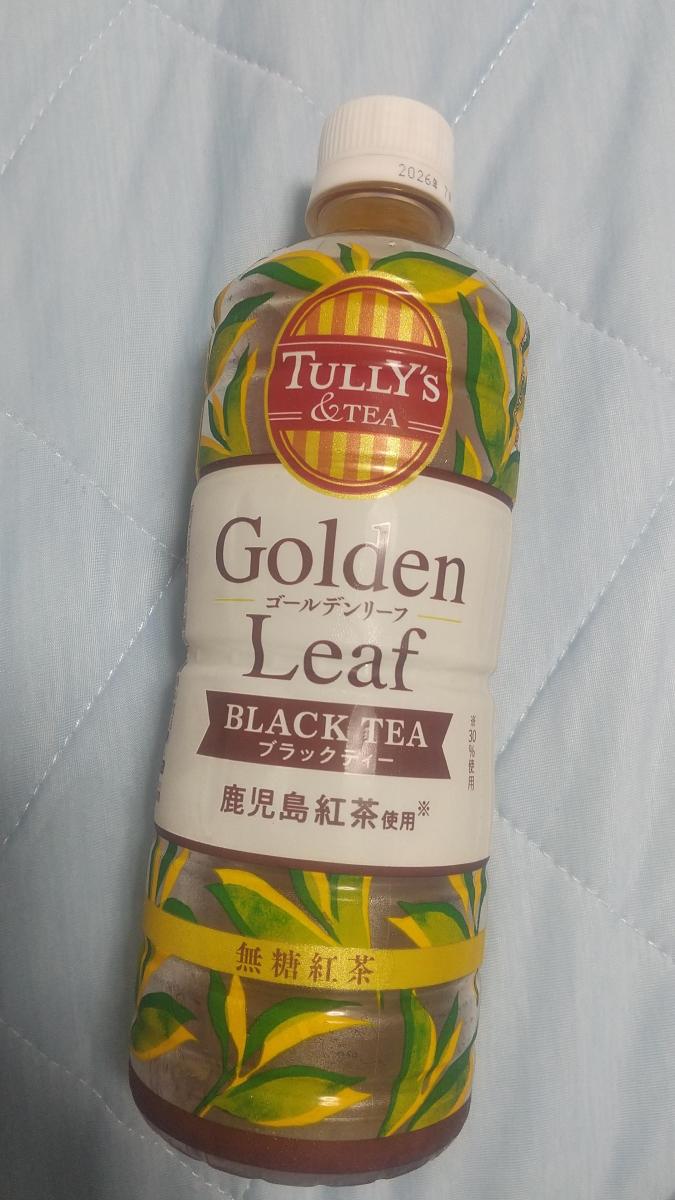 2026年 7
TULLY'S
&TEA
Golden
ゴールデンリーフ
Leaf
BLACK TEA
ブラックティー
※30%使用
鹿児島紅茶使用※
無糖紅茶